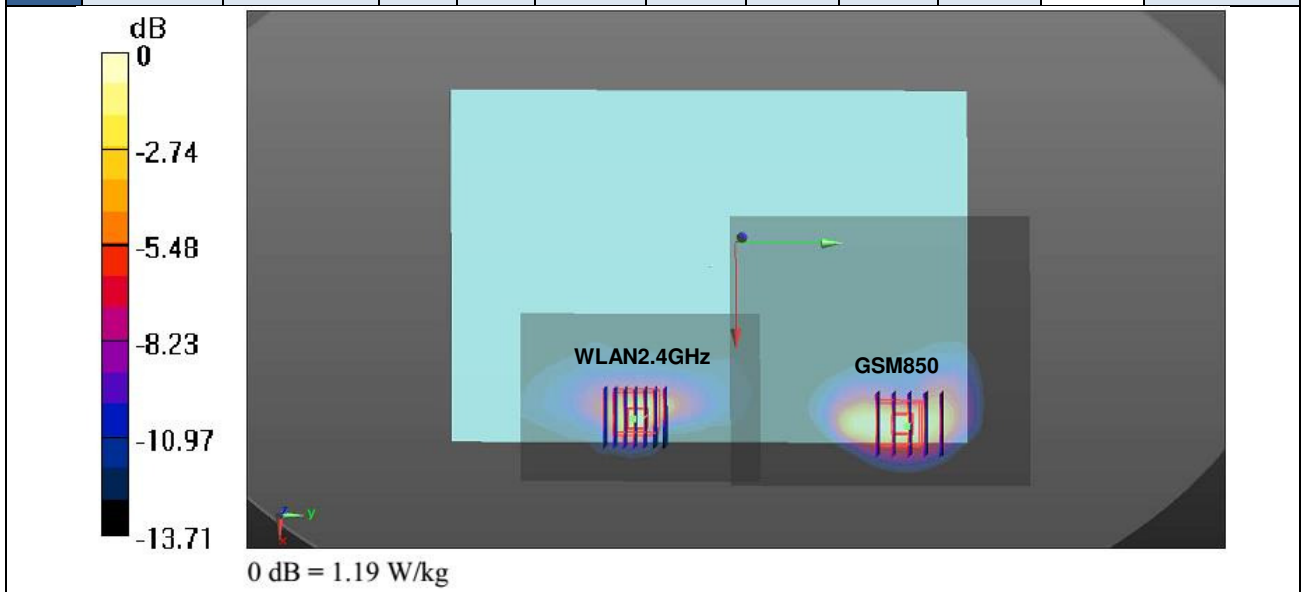 dB
0
-2.74
-5.48
-8.23
-10.97
-13.71
WLAN2.4GHz
GSM850
z
y
x
0 dB = 1.19 W/kg